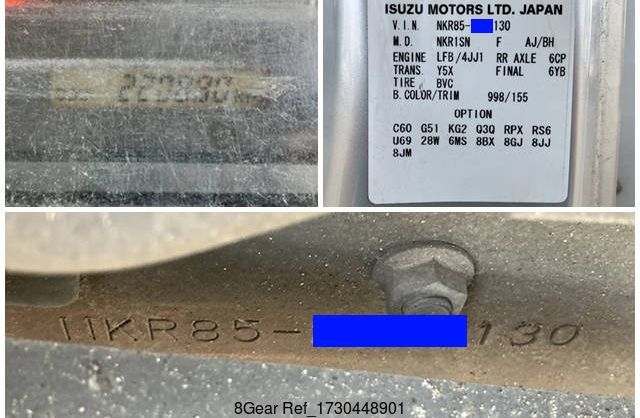 ISUZU MOTORS LTD. JAPAN
V.I.N. NKR85- 130
M.D. NKR1SN F AJ/BH
ENGINE LFB/4JJ1 RR AXLE 6CP
TRANS. Y5X FINAL 6YB
TIRE BVC
B.COLOR/TRIM 998/155
OPTION
C60 G51 KG2 Q3Q RPX RS6
U69 28W 6MS 8BX 8GJ 8JJ
8JM
NKR85- 130
8Gear Ref_1730448901